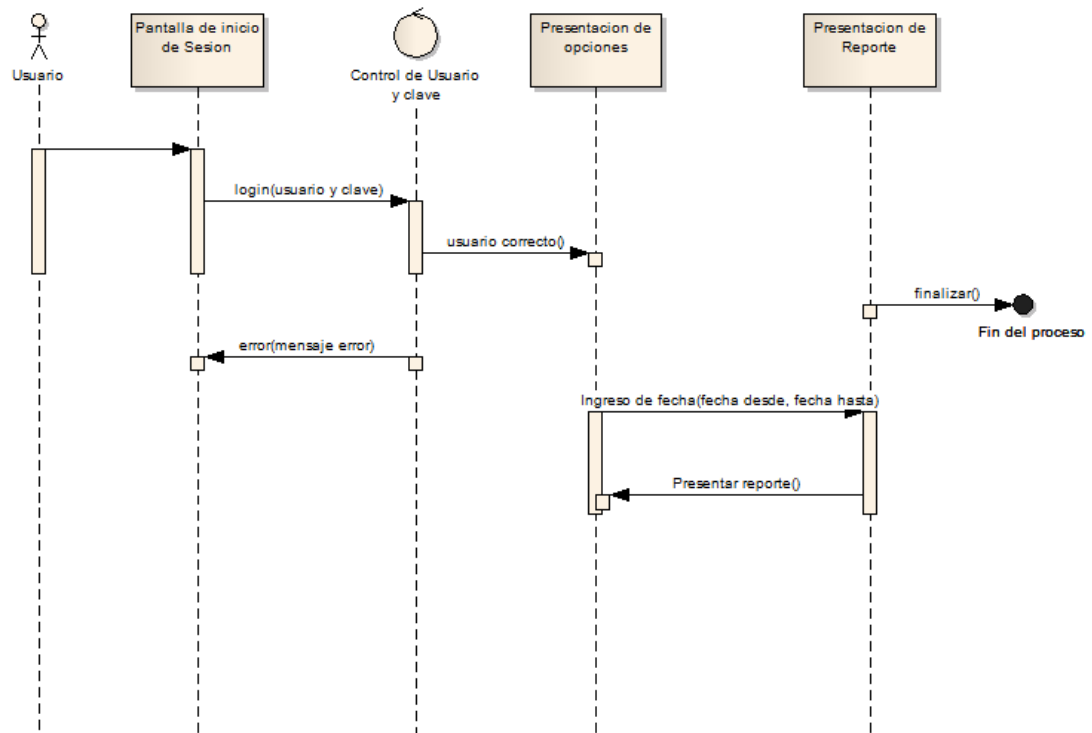 Usuario
Pantalla de inicio
de Sesion
Control de Usuario
y clave
Presentacion de
opciones
Presentacion de
Reporte
login(usuario y clave)
usuario correcto()
finalizar()
Fin del proceso
error(mensaje error)
Ingreso de fecha(fecha desde, fecha hasta)
Presentar reporte()